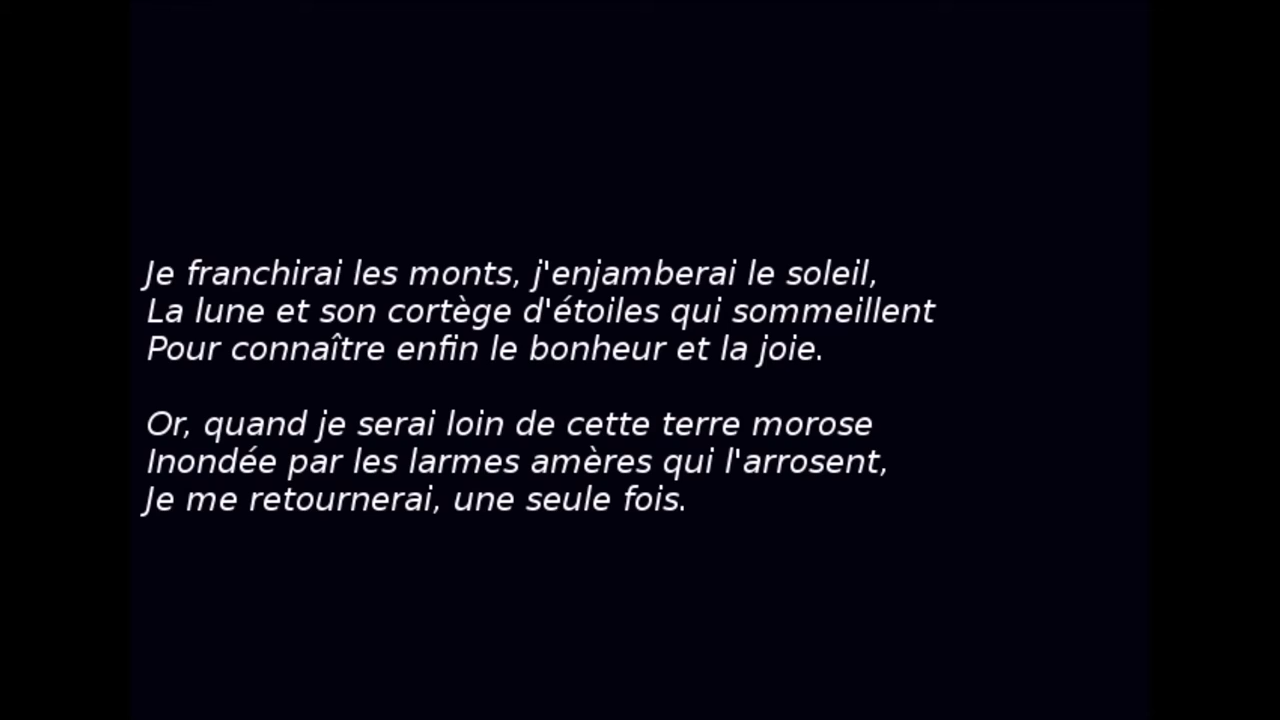 Je franchirai les monts, j'enjamberai le soleil,
La lune et son cortège d'étoiles qui sommeillent
Pour connaître enfin le bonheur et la joie.
Or, quand je serai loin de cette terre morose
Inondée par les larmes amères qui l'arrosent,
Je me retournerai, une seule fois.